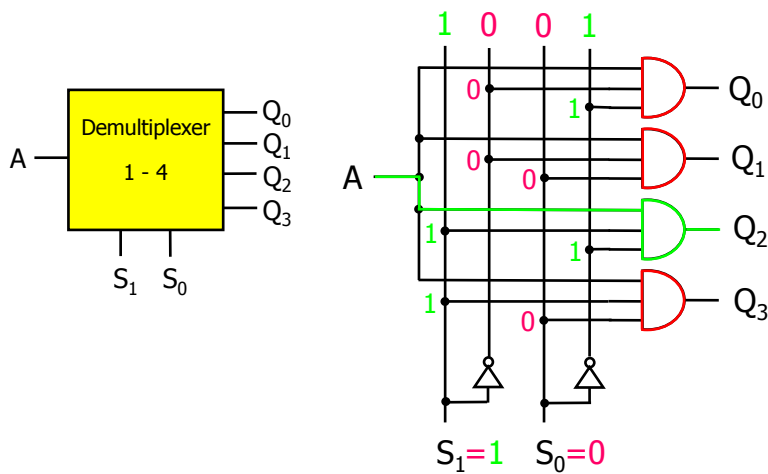 Demultiplexer
1 - 4
A
Q₀
Q₁
Q₂
Q₃
S₁ S₀
1 0 0 1
0
1
Q₀
A
0
0
Q₁
1
1
Q₂
1
0
Q₃
S₁=1 S₀=0